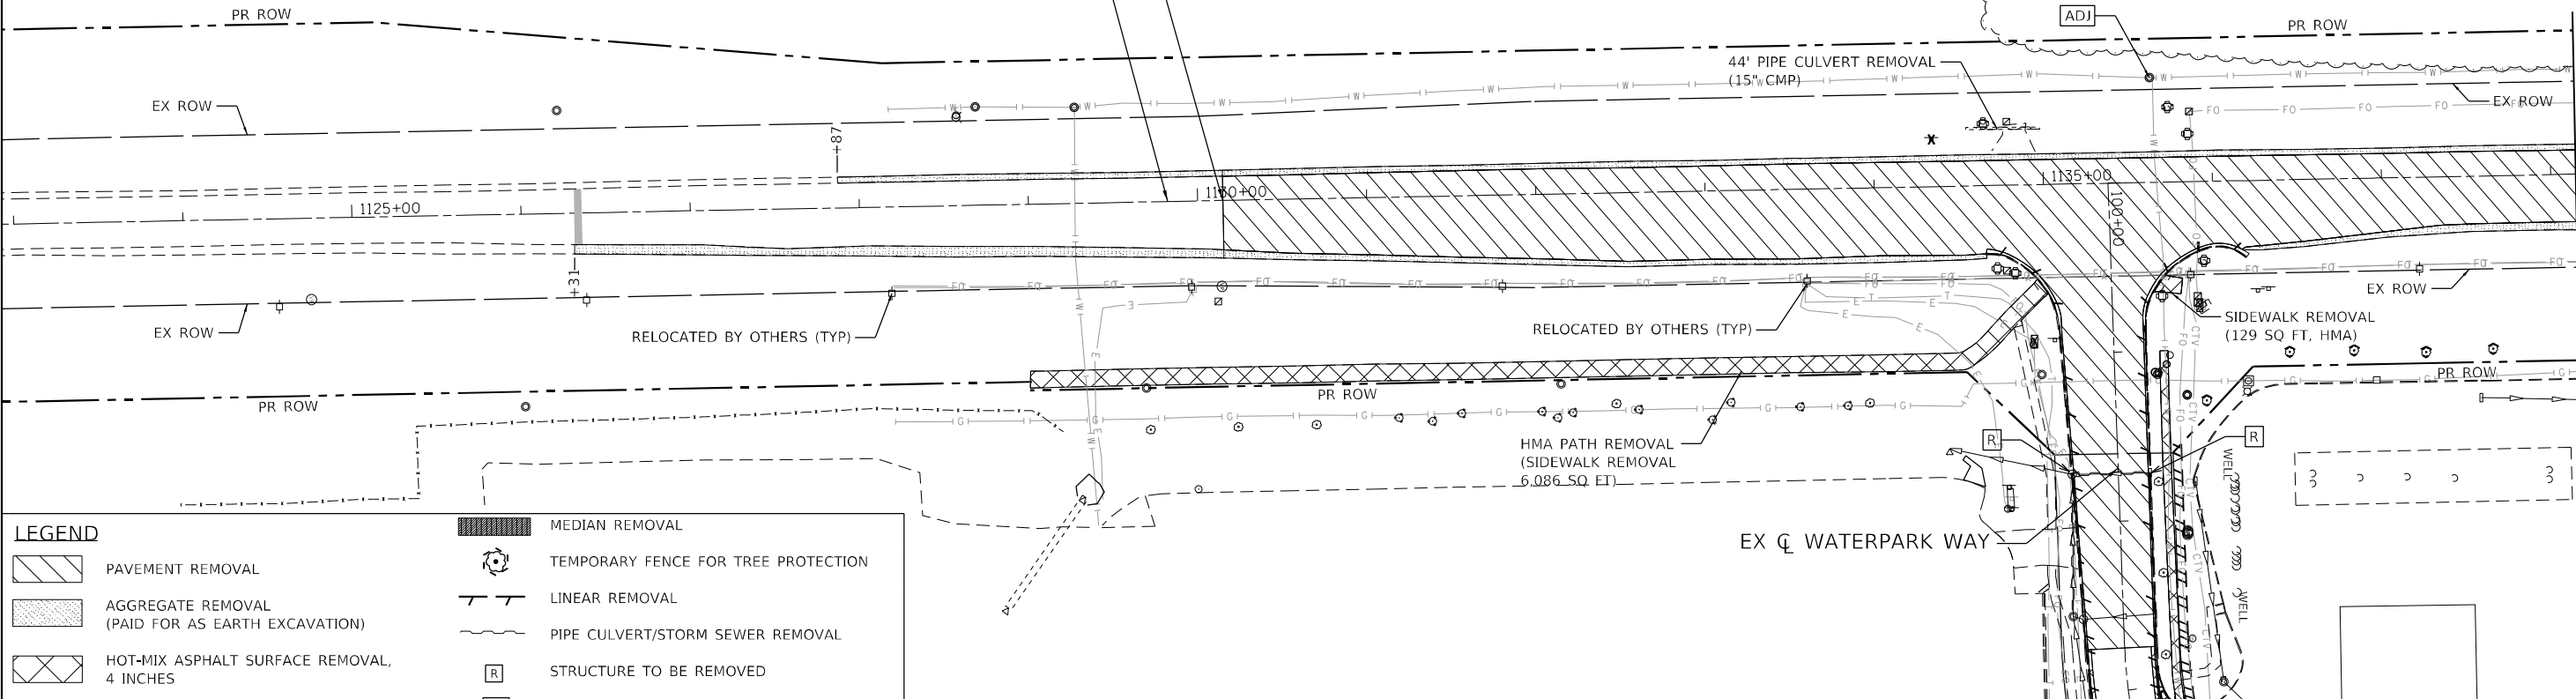 PR ROW
ADJ
PR ROW
44' PIPE CULVERT REMOVAL
(15" CMP)
EX ROW
EX ROW
+87
1125+00
1130+00
1135+00
100+00
+31
EX ROW
RELOCATED BY OTHERS (TYP)
RELOCATED BY OTHERS (TYP)
EX ROW
SIDEWALK REMOVAL
(129 SQ FT, HMA)
PR ROW
PR ROW
PR ROW
HMA PATH REMOVAL
(SIDEWALK REMOVAL
6,086 SQ FT)
R
R
WELL
WELL
EX ℄ WATERPARK WAY
LEGEND
PAVEMENT REMOVAL
AGGREGATE REMOVAL
(PAID FOR AS EARTH EXCAVATION)
HOT-MIX ASPHALT SURFACE REMOVAL,
4 INCHES
MEDIAN REMOVAL
TEMPORARY FENCE FOR TREE PROTECTION
LINEAR REMOVAL
PIPE CULVERT/STORM SEWER REMOVAL
R STRUCTURE TO BE REMOVED